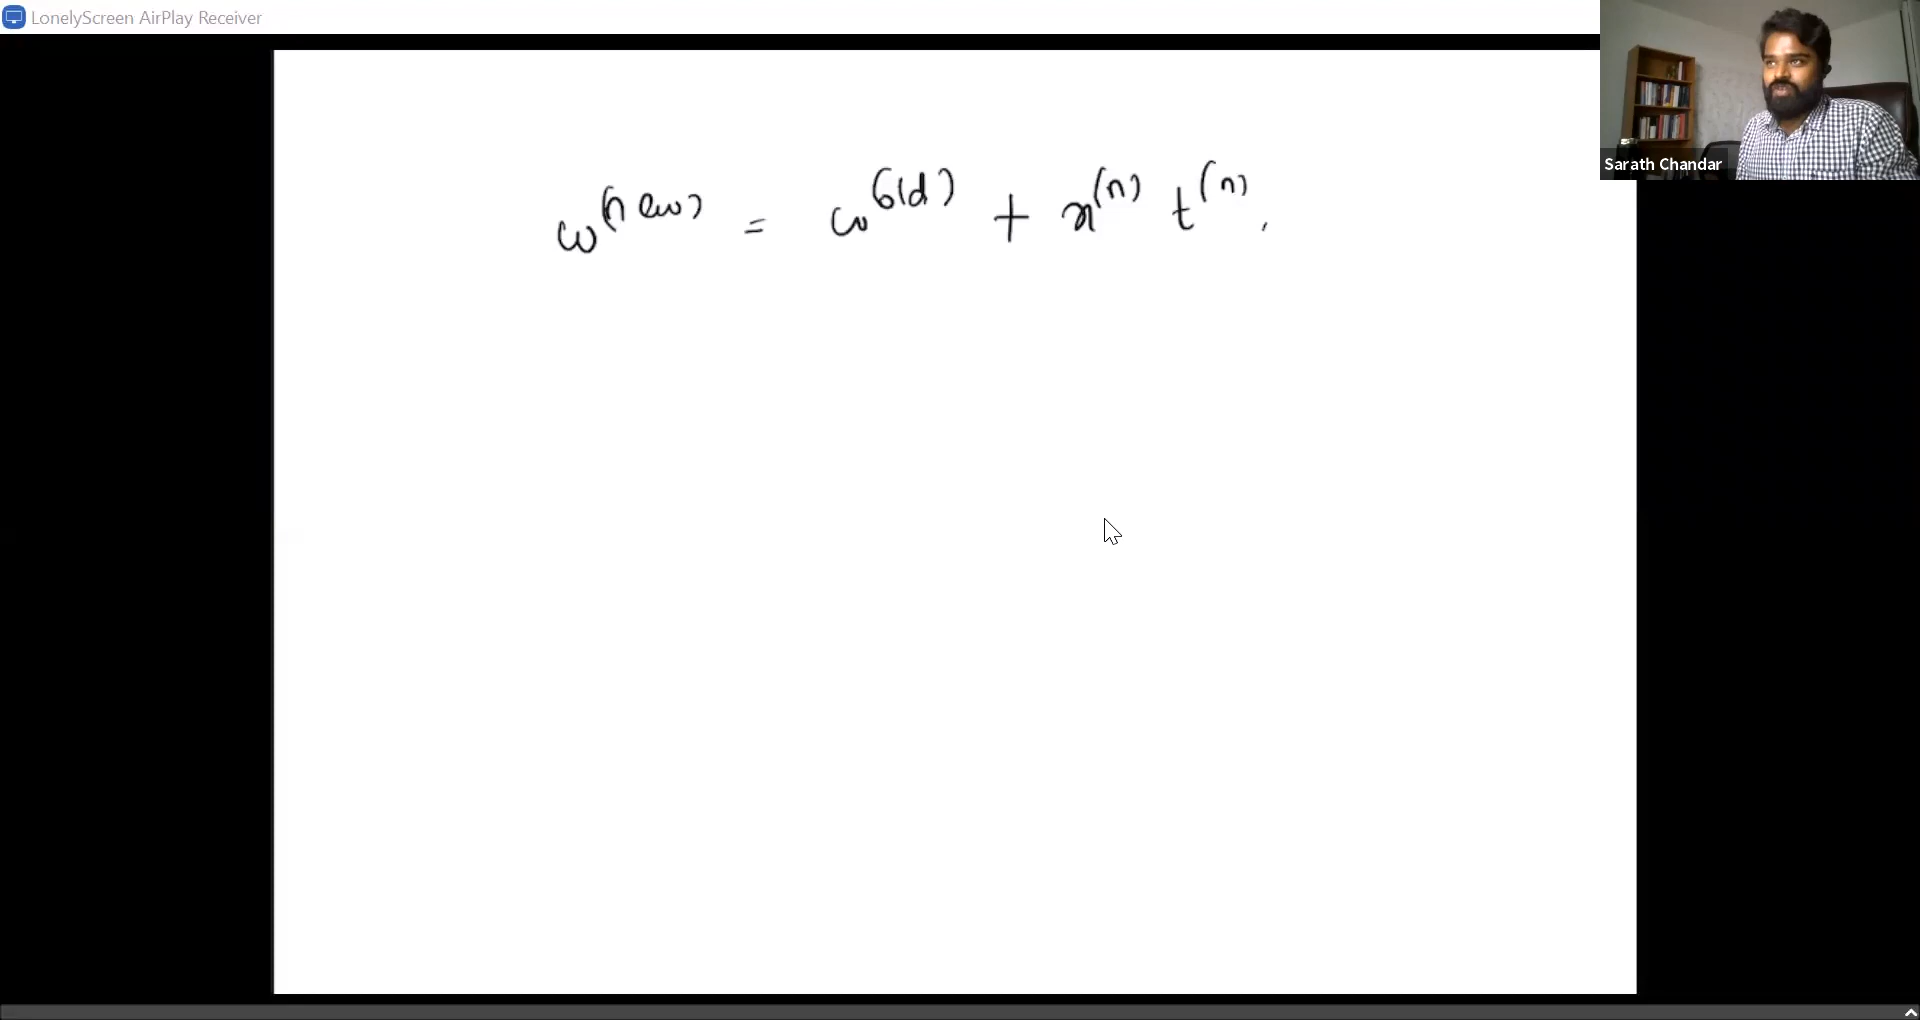 LonelyScreen AirPlay Receiver
Sarath Chandar
w^(new) = w^(old) + x^(n) t^(n).